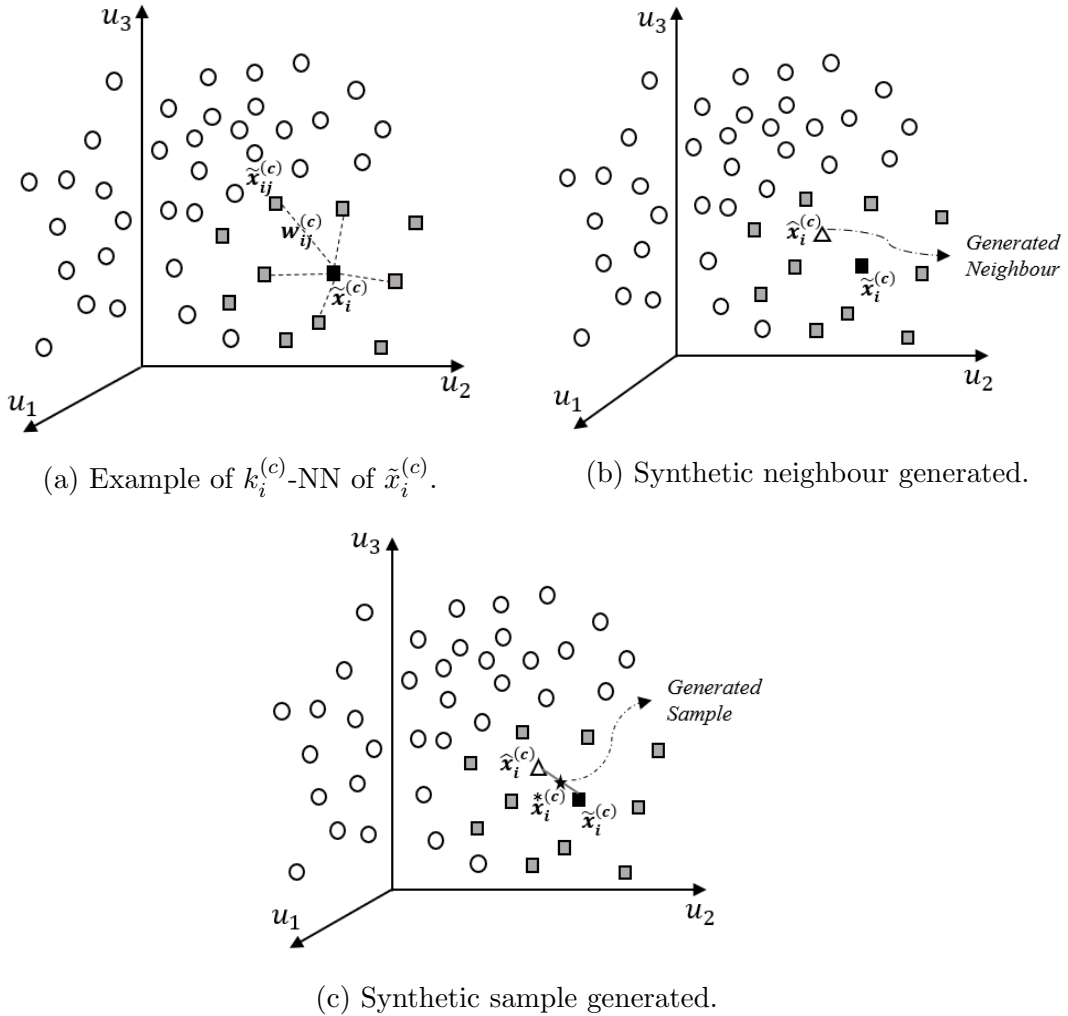 u₃
x̃ᵢⱼ⁽ᶜ⁾
wᵢⱼ⁽ᶜ⁾
x̃ᵢ⁽ᶜ⁾
u₂
u₁
(a) Example of kᵢ⁽ᶜ⁾-NN of x̃ᵢ⁽ᶜ⁾.
u₃
x̂ᵢ⁽ᶜ⁾
Generated
Neighbour
x̃ᵢ⁽ᶜ⁾
u₂
u₁
(b) Synthetic neighbour generated.
u₃
Generated
Sample
x̂ᵢ⁽ᶜ⁾
x*ᵢ⁽ᶜ⁾
x̃ᵢ⁽ᶜ⁾
u₁
u₂
(c) Synthetic sample generated.